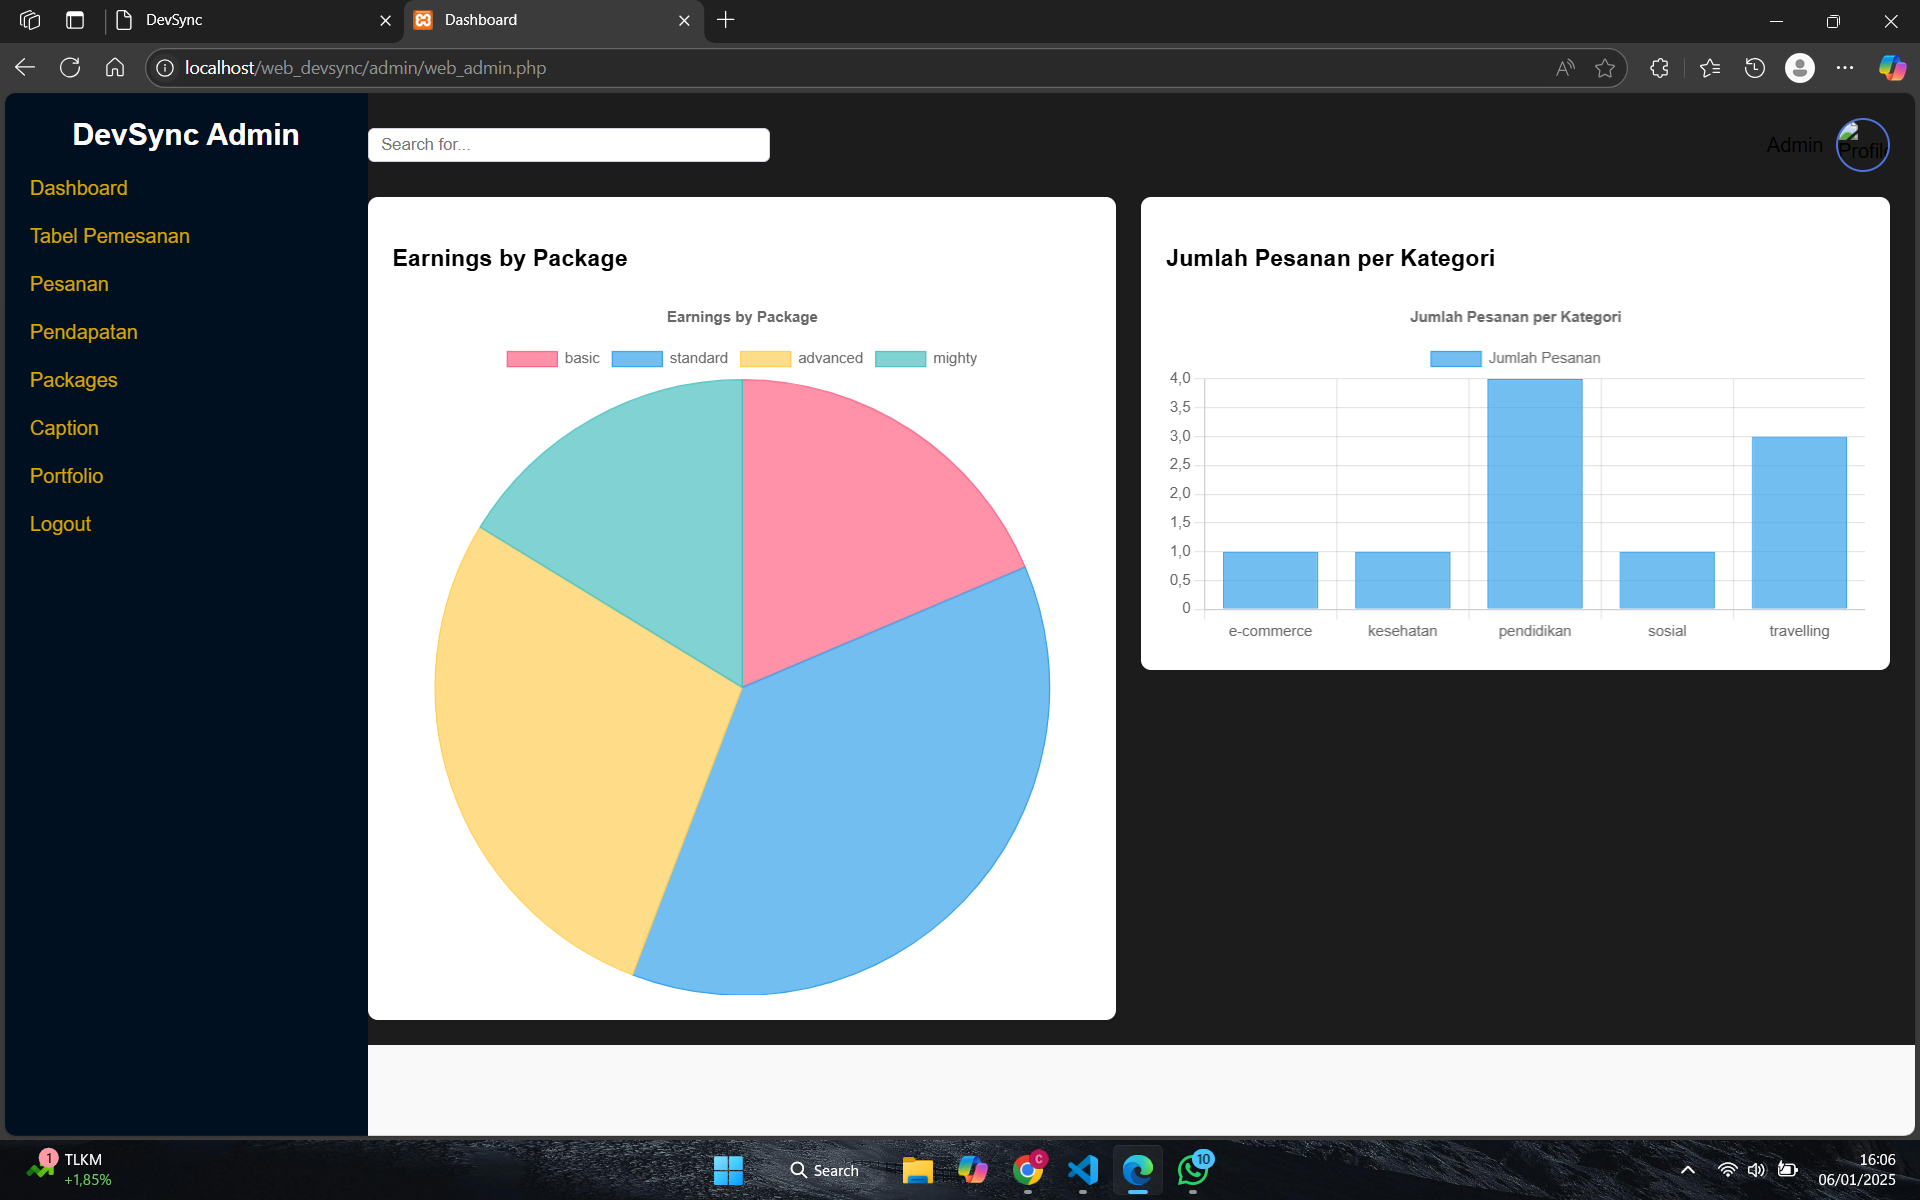 DevSync
Dashboard
localhost/web_devsync/admin/web_admin.php
DevSync Admin
Dashboard
Tabel Pemesanan
Pesanan
Pendapatan
Packages
Caption
Portfolio
Logout
Search for...
Admin
Profil
Earnings by Package
Earnings by Package
basic standard advanced mighty
Jumlah Pesanan per Kategori
Jumlah Pesanan per Kategori
Jumlah Pesanan
4,0
3,5
3,0
2,5
2,0
1,5
1,0
0,5
0
e-commerce kesehatan pendidikan sosial travelling
1
TLKM
+1,85%
Search
C
10
16:06
06/01/2025